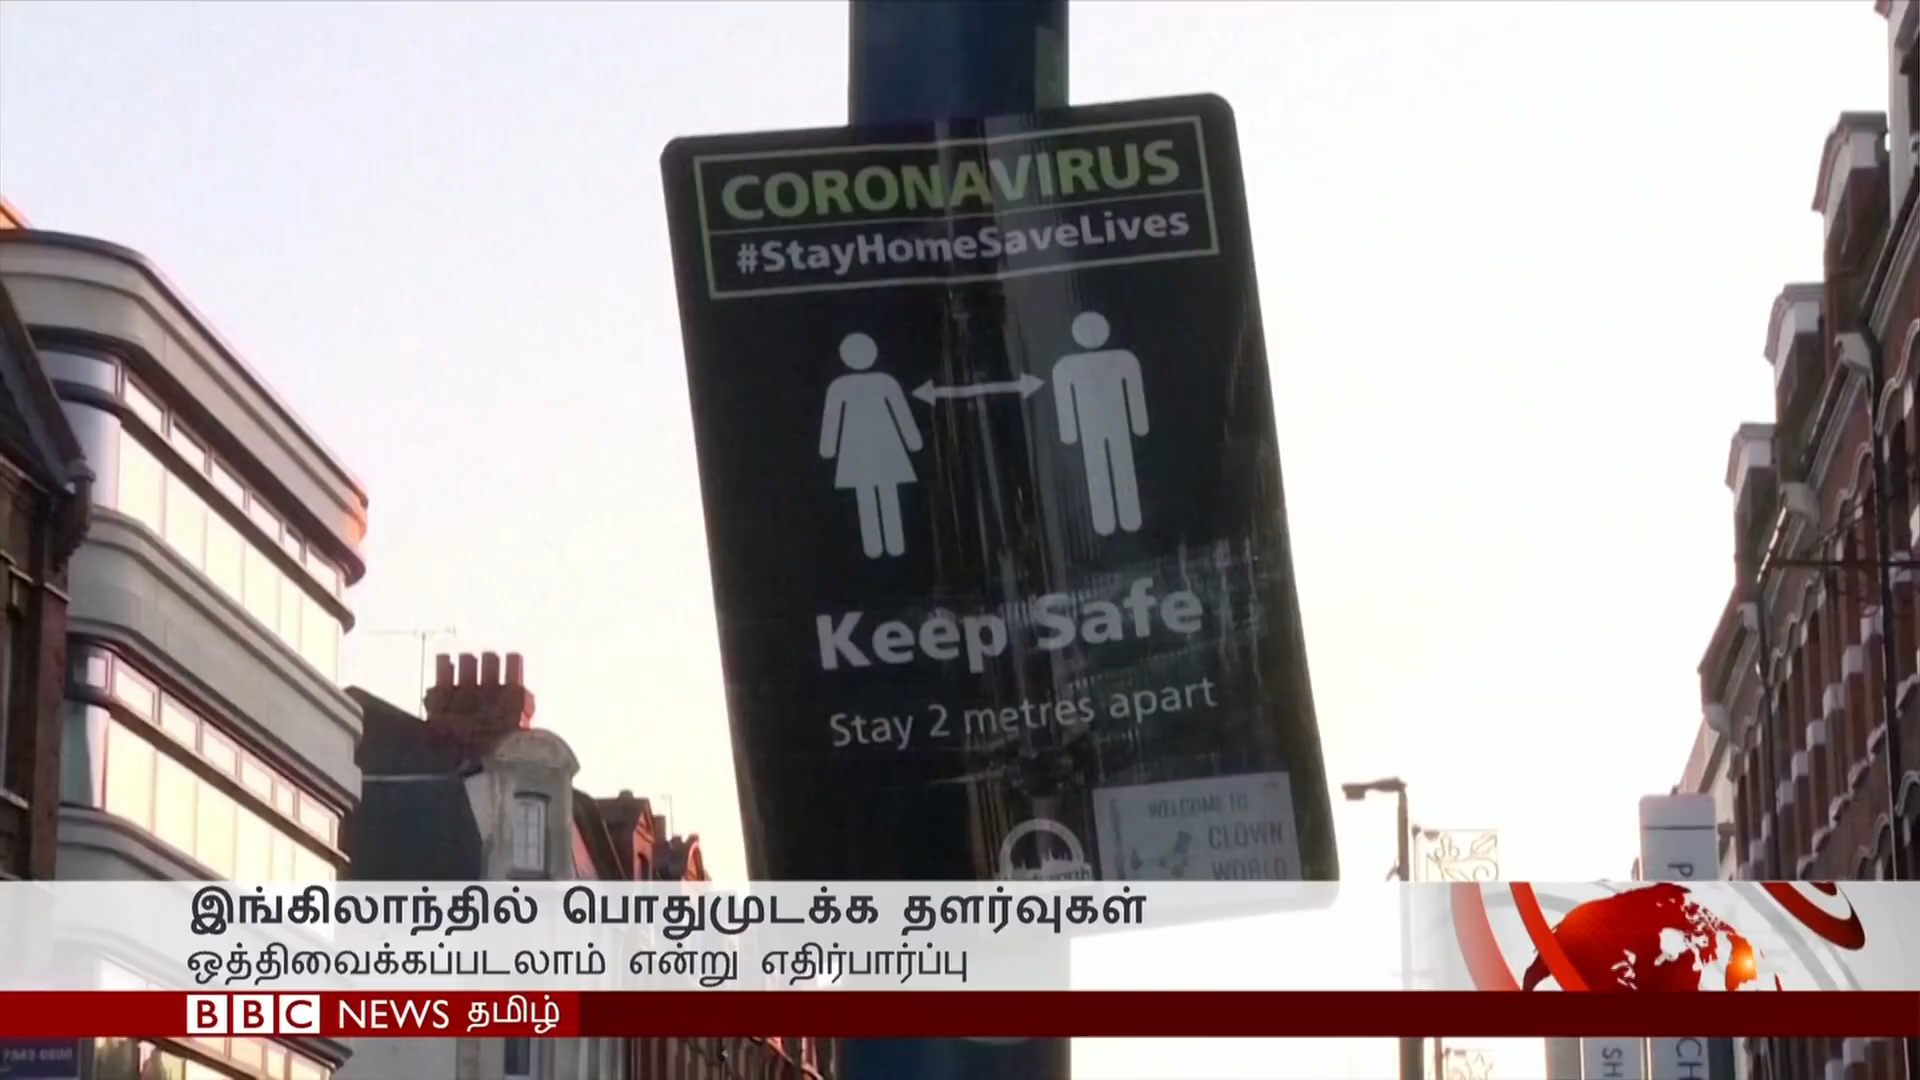 CORONAVIRUS
#StayHomeSaveLives
Keep Safe
Stay 2 metres apart
WELCOME TO
CLOWN
WORLD
இங்கிலாந்தில் பொதுமுடக்க தளர்வுகள்
ஒத்திவைக்கப்படலாம் என்று எதிர்பார்ப்பு
BBC NEWS தமிழ்